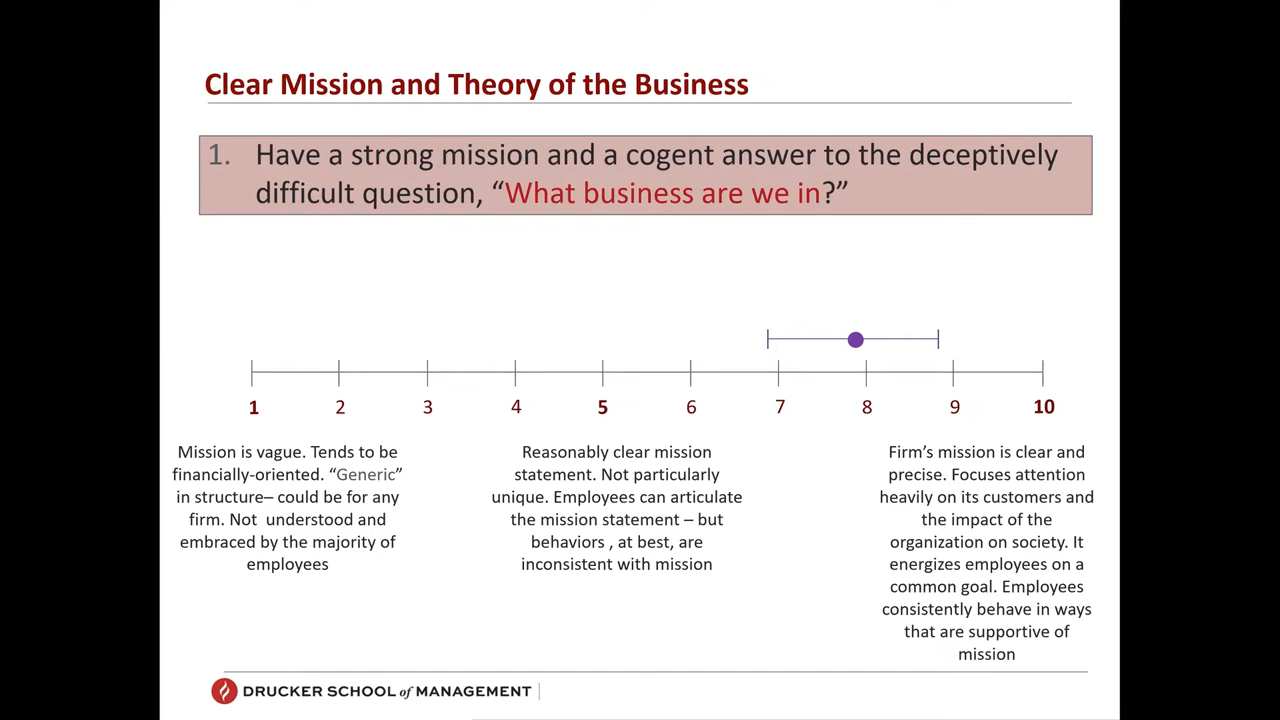 Clear Mission and Theory of the Business
1. Have a strong mission and a cogent answer to the deceptively
difficult question, “What business are we in?”
1 2 3 4 5 6 7 8 9 10
Mission is vague. Tends to be
financially-oriented. “Generic”
in structure– could be for any
firm. Not understood and
embraced by the majority of
employees
Reasonably clear mission
statement. Not particularly
unique. Employees can articulate
the mission statement – but
behaviors , at best, are
inconsistent with mission
Firm’s mission is clear and
precise. Focuses attention
heavily on its customers and
the impact of the
organization on society. It
energizes employees on a
common goal. Employees
consistently behave in ways
that are supportive of
mission
DRUCKER SCHOOL of MANAGEMENT